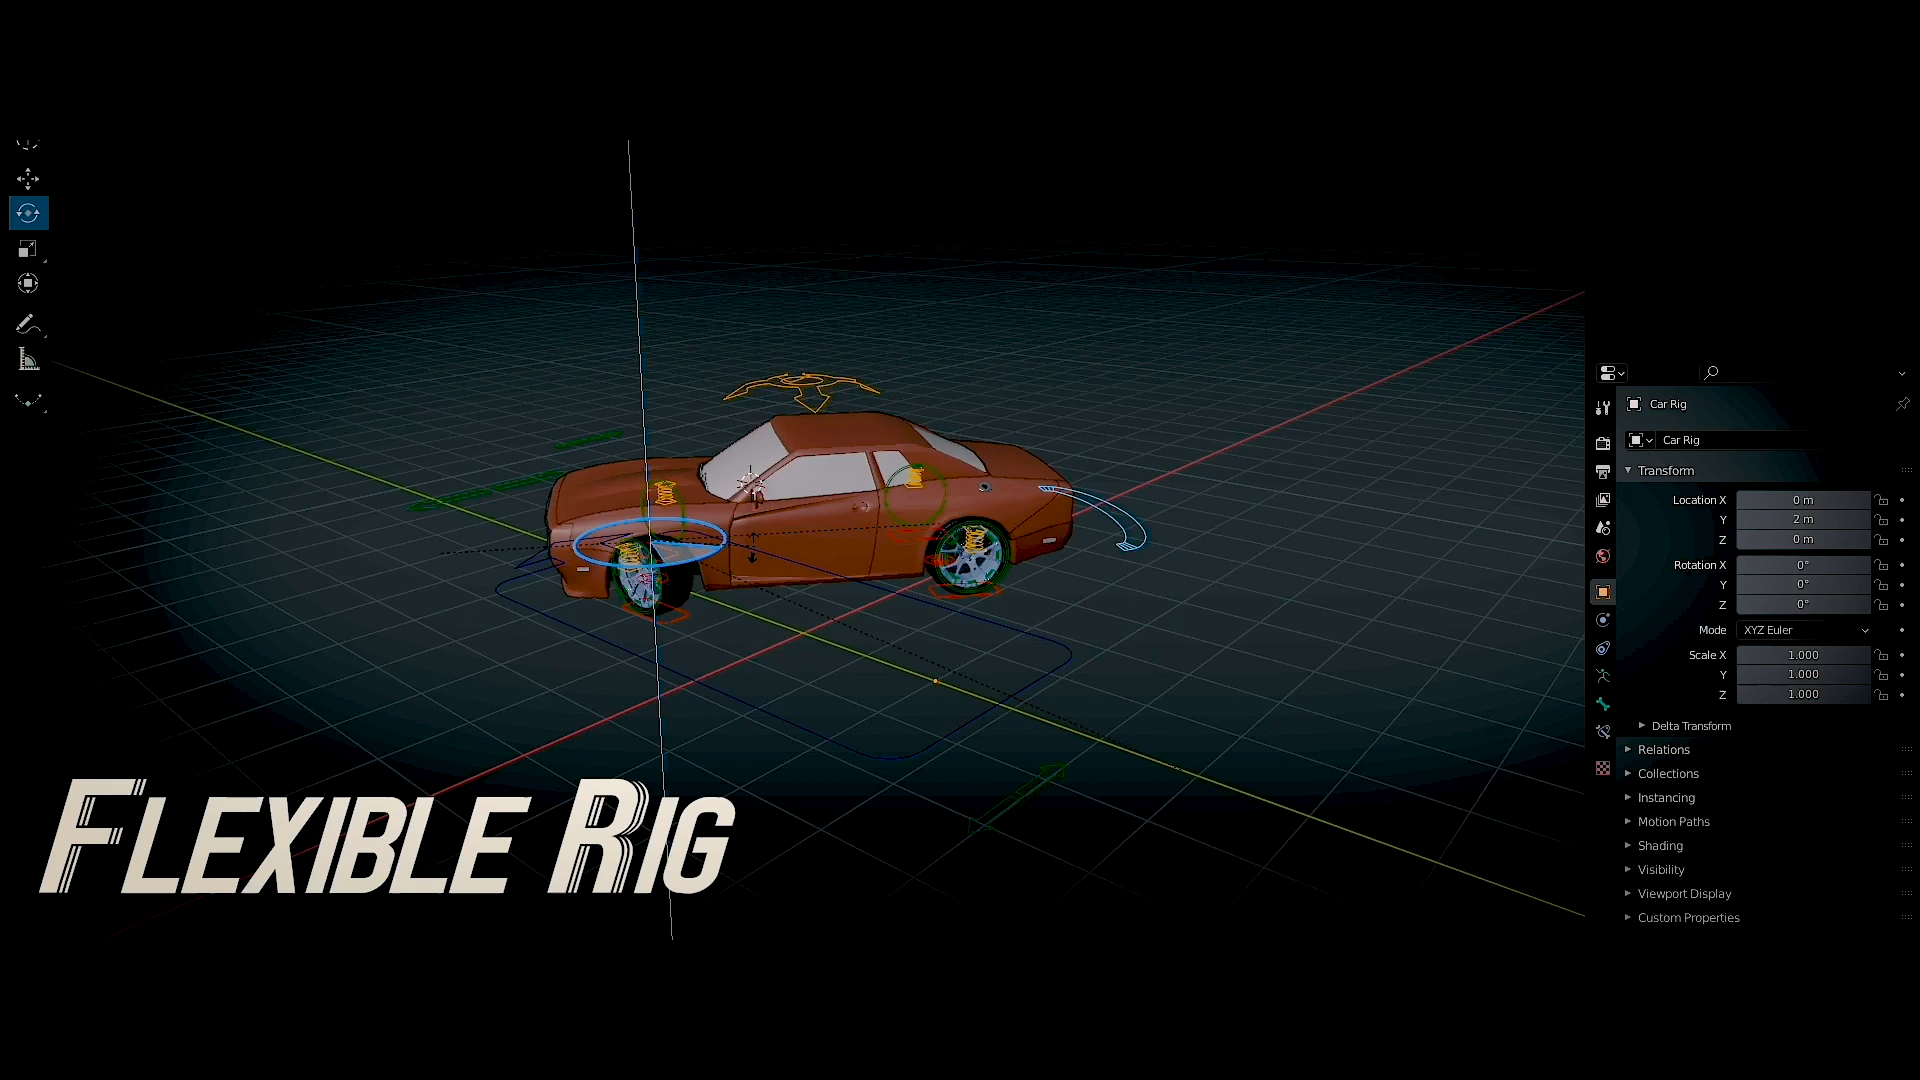 Car Rig
Car Rig
Transform
Location X 0 m
Y 2 m
Z 0 m
Rotation X 0°
Y 0°
Z 0°
Mode XYZ Euler
Scale X 1.000
Y 1.000
Z 1.000
Delta Transform
Relations
Collections
Instancing
Motion Paths
Shading
Visibility
Viewport Display
Custom Properties
Flexible Rig